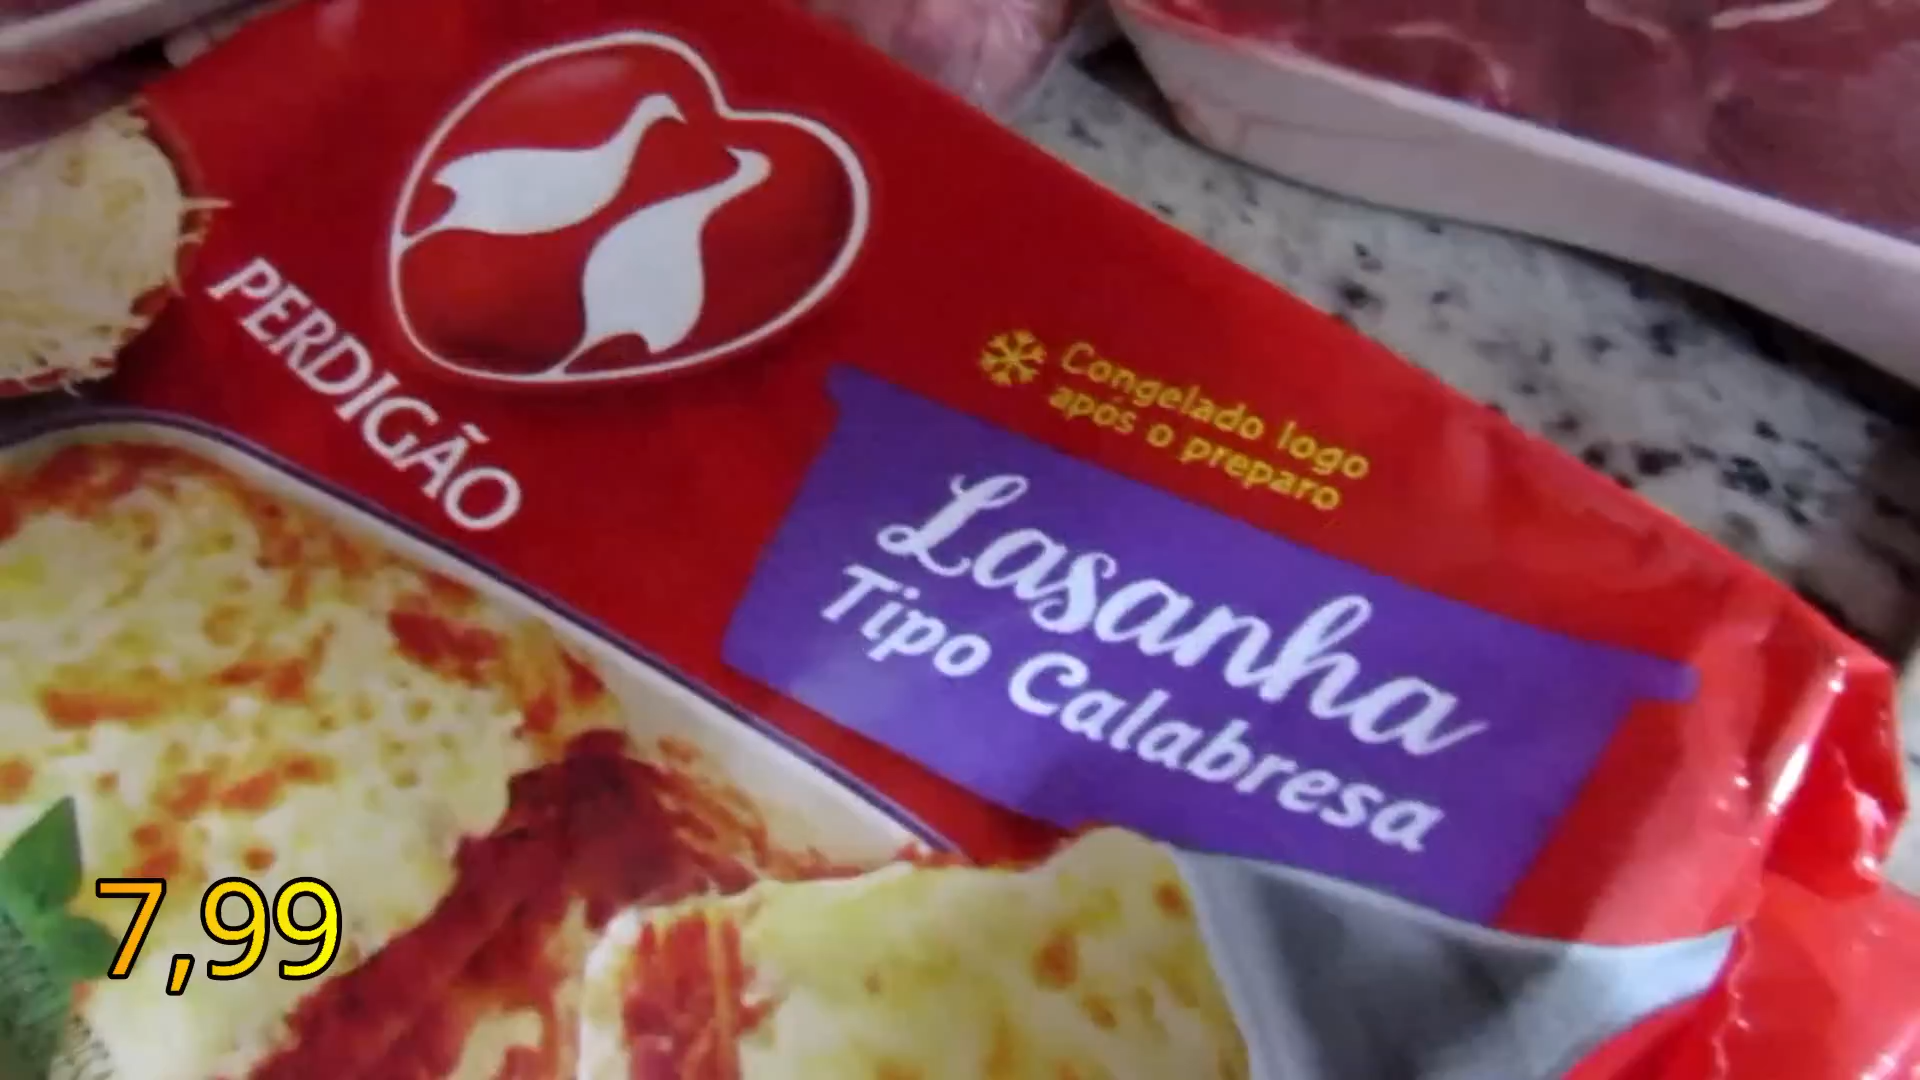 PERDIGÃO
Congelado logo
após o preparo
Lasanha
Tipo Calabresa
7,99